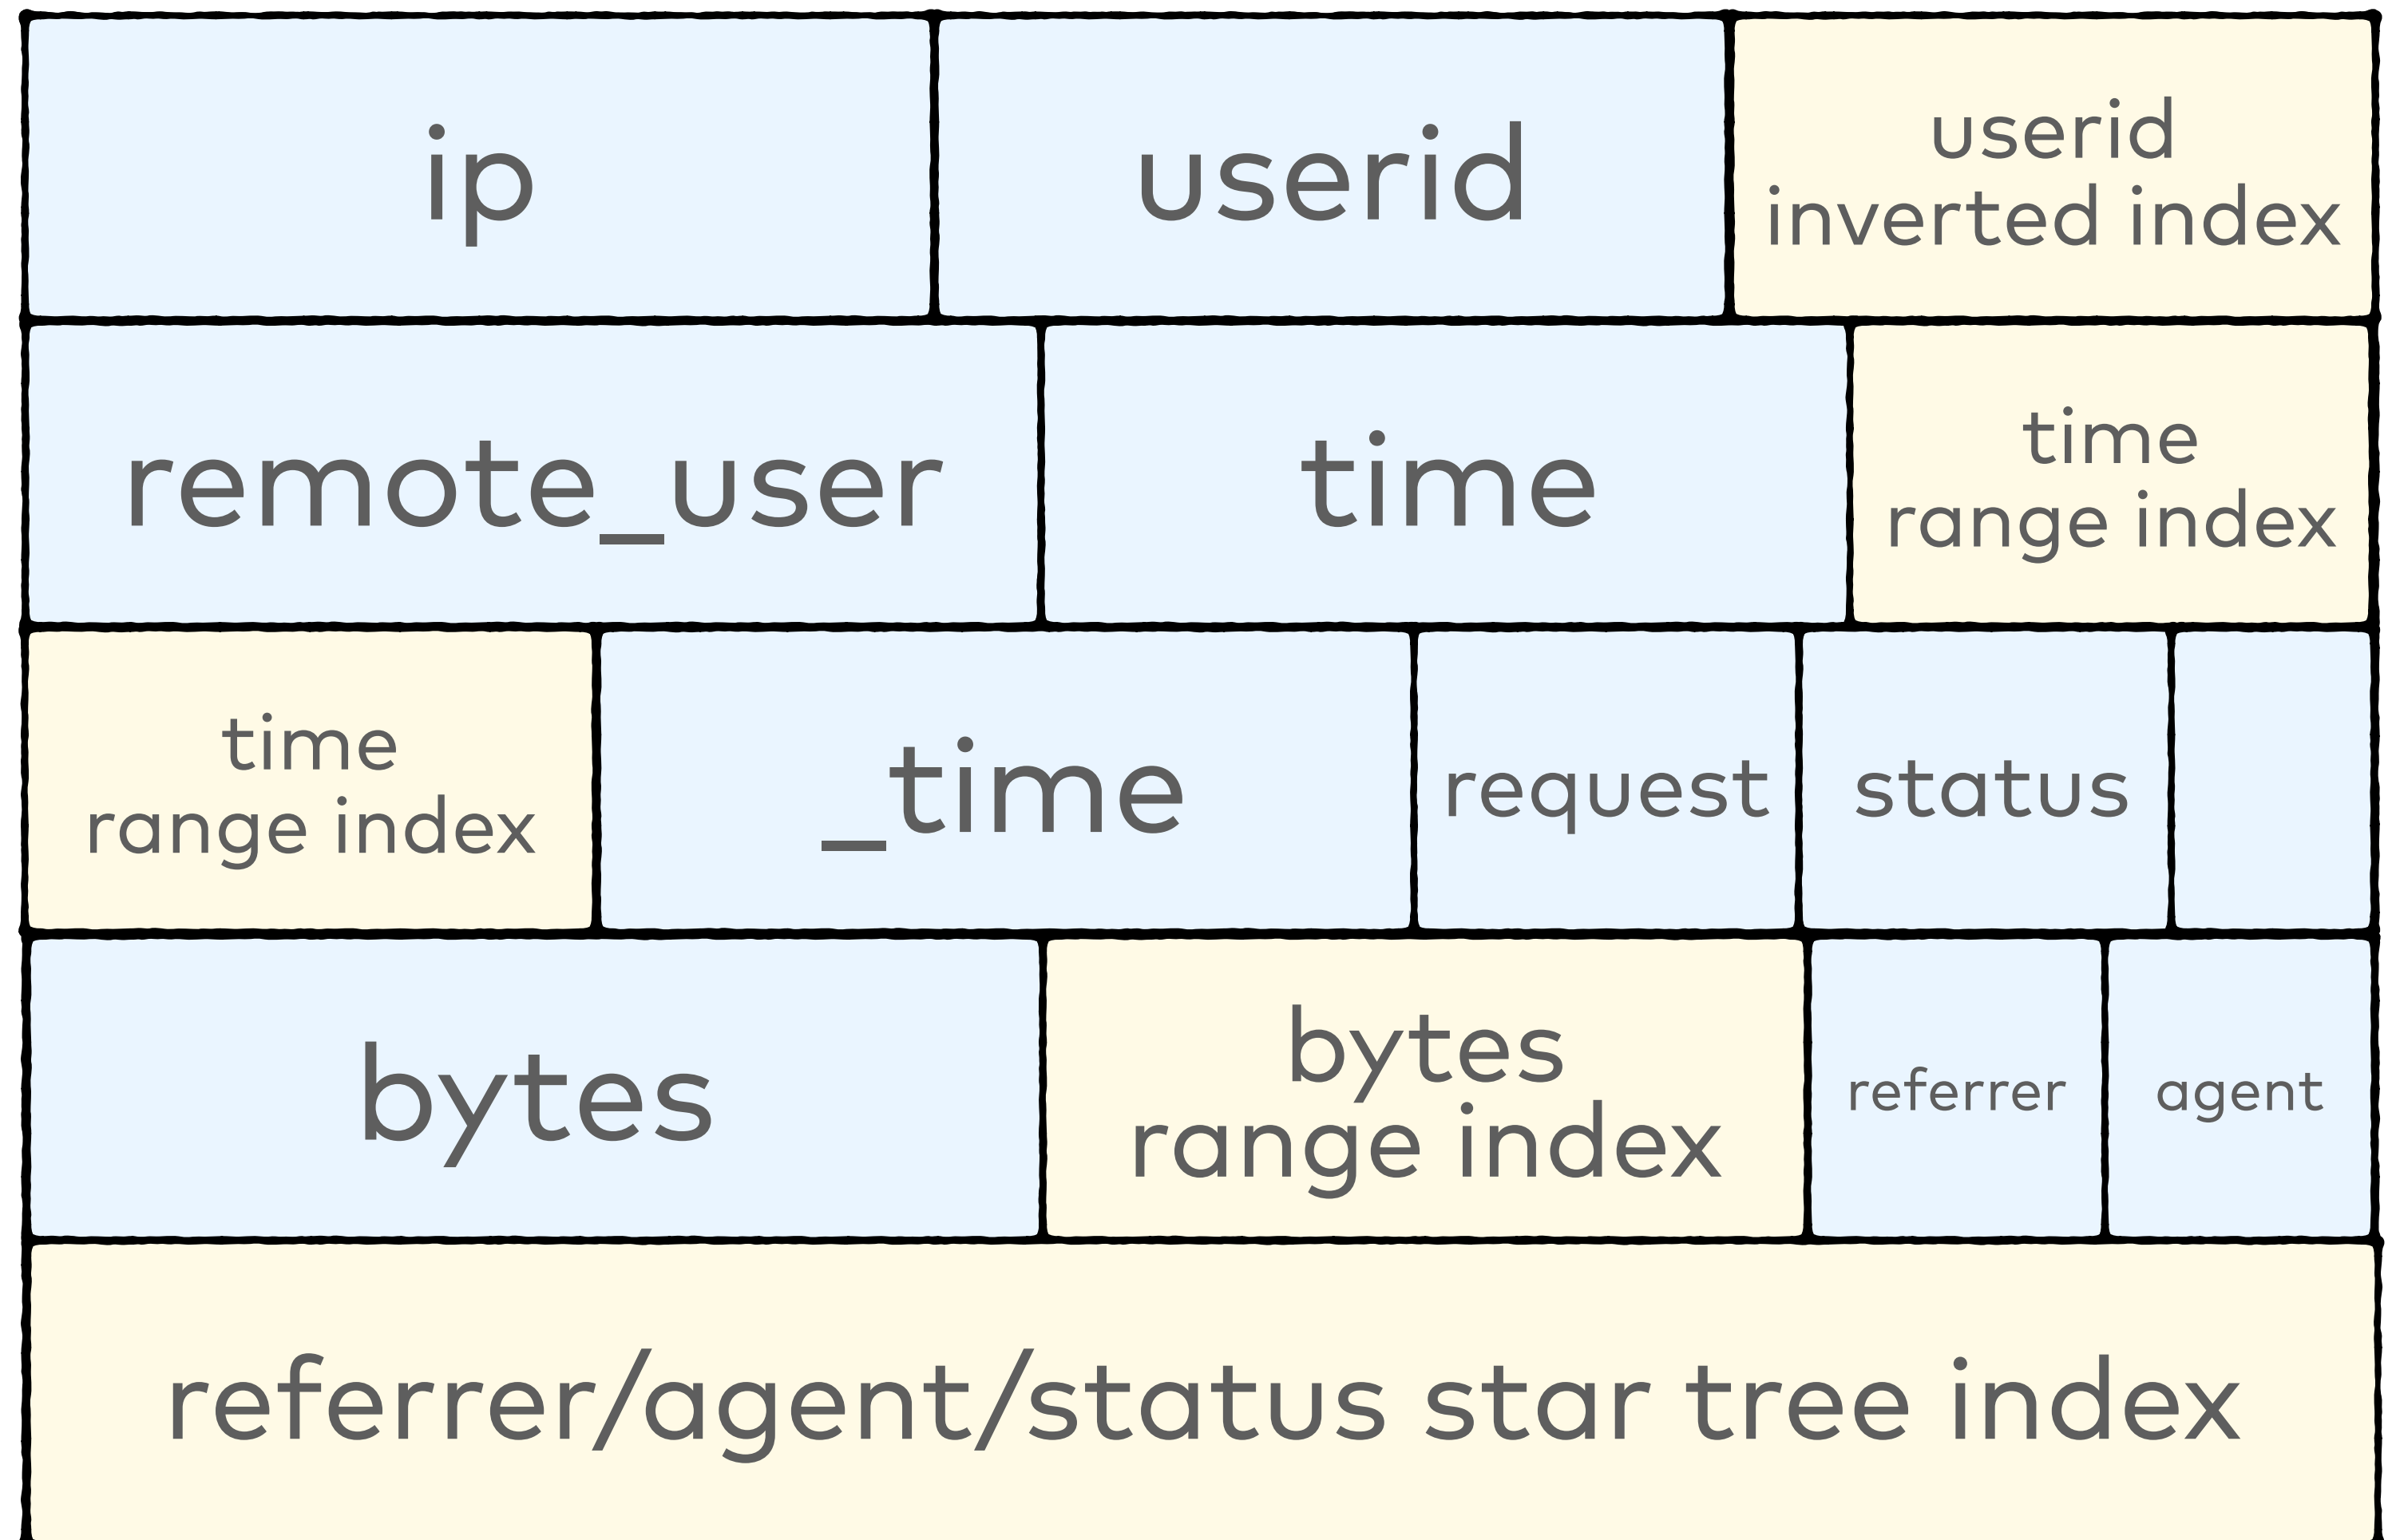 ip
userid
userid
inverted index
remote_user
time
time
range index
time
range index
_time
request
status
bytes
bytes
range index
referrer
agent
referrer/agent/status star tree index